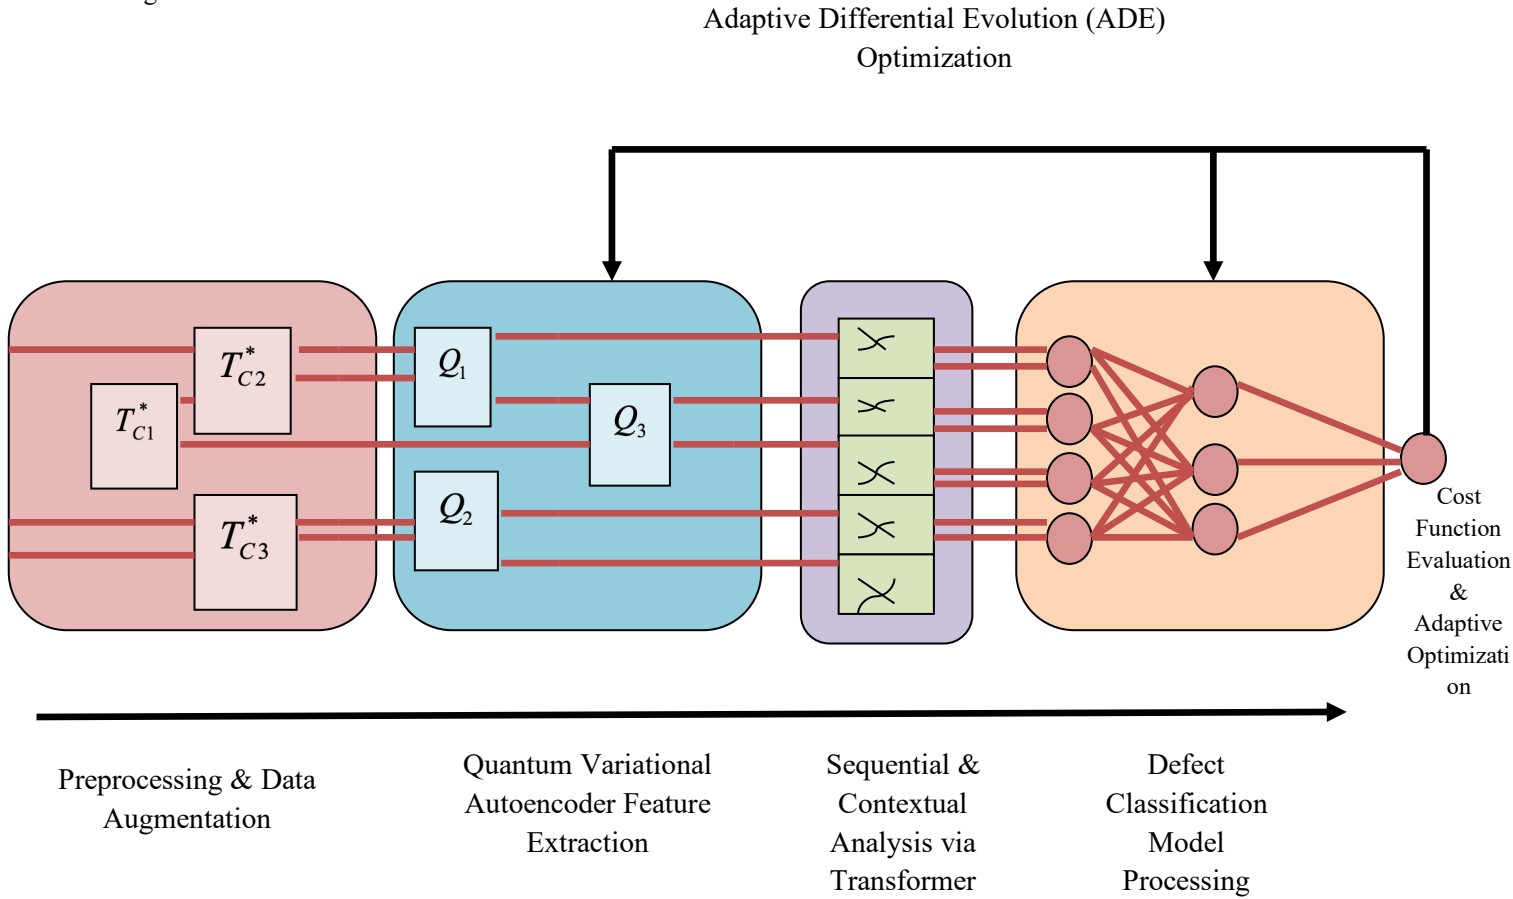 Adaptive Differential Evolution (ADE)
Optimization
T*C2
T*C1
T*C3
Q1
Q3
Q2
Cost
Function
Evaluation
&
Adaptive
Optimizati
on
Preprocessing & Data
Augmentation
Quantum Variational
Autoencoder Feature
Extraction
Sequential &
Contextual
Analysis via
Transformer
Defect
Classification
Model
Processing